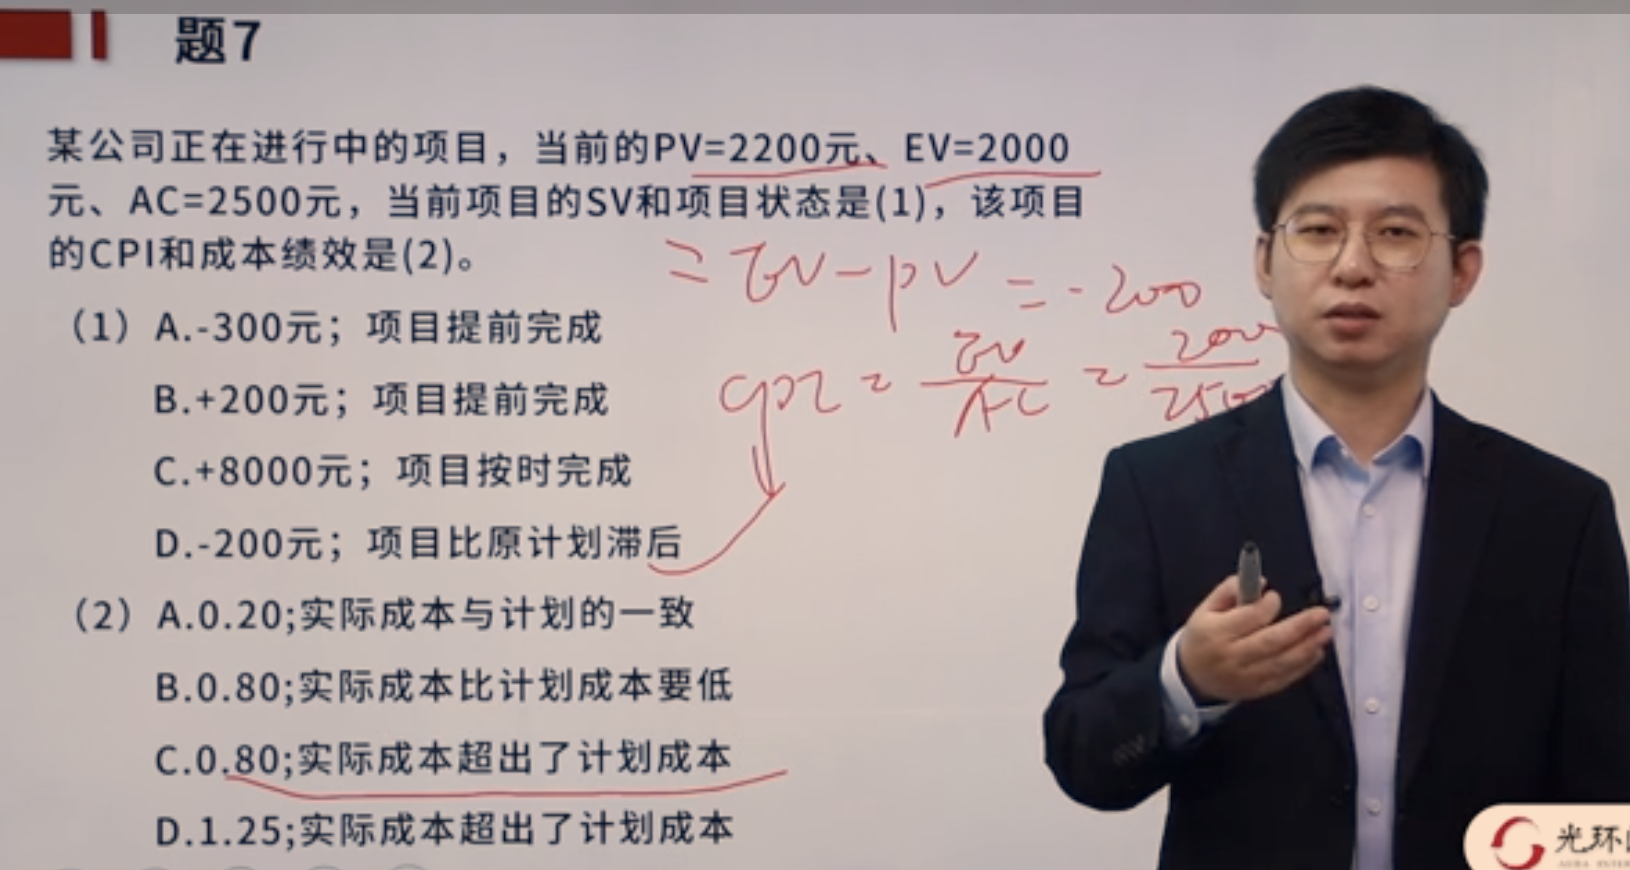 题7
某公司正在进行中的项目，当前的PV=2200元、EV=2000
元、AC=2500元，当前项目的SV和项目状态是(1)，该项目
的CPI和成本绩效是(2)。
=EV-PV=-200
（1）A.-300元；项目提前完成
CPI=EV/AC=2000/2500
B.+200元；项目提前完成
C.+8000元；项目按时完成
D.-200元；项目比原计划滞后
（2）A.0.20;实际成本与计划的一致
B.0.80;实际成本比计划成本要低
C.0.80;实际成本超出了计划成本
D.1.25;实际成本超出了计划成本
光环